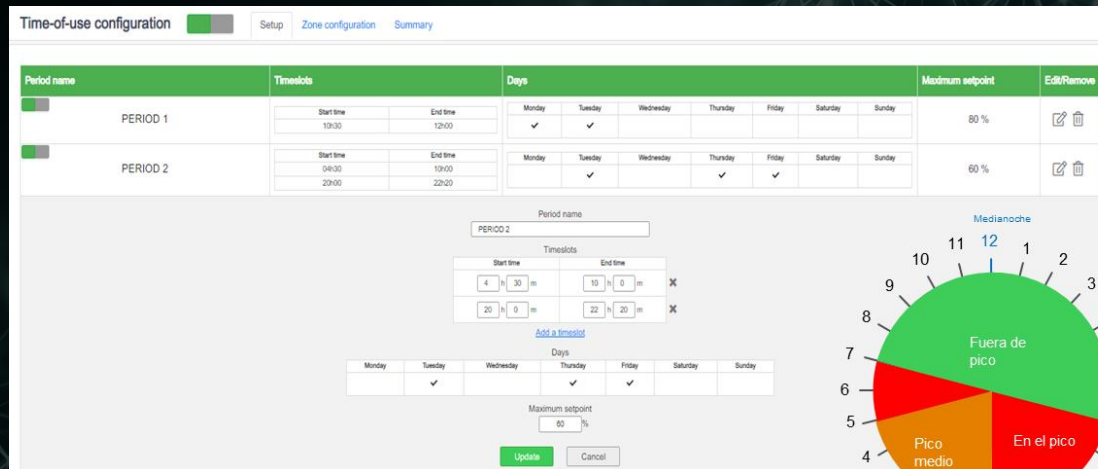 Time-of-use configuration Setup Zone configuration Summary
Period name Timeslots Days Maximum setpoint Edit/Remove
PERIOD 1
Start time End time
10h30 12h00
Monday Tuesday Wednesday Thursday Friday Saturday Sunday
80 %
PERIOD 2
Start time End time
04h30 10h00
20h00 22h20
Monday Tuesday Wednesday Thursday Friday Saturday Sunday
60 %
Period name
PERIOD 2
Timeslots
Start time End time
4 h 30 m 10 h 0 m
20 h 0 m 22 h 20 m
Add a timeslot
Days
Monday Tuesday Wednesday Thursday Friday Saturday Sunday
Maximum setpoint
60 %
Update Cancel
Medianoche
12
11 1
10 2
9 3
8
7
6
5
4
Fuera de
pico
En el pico
Pico
medio